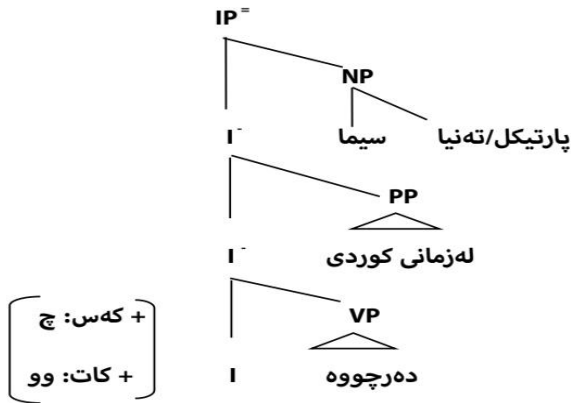 IP⁼
NP
پارتیکل/تەنیا سیما I⁻
PP
لەزمانی کوردی I⁻
VP
+ کەس: چ
دەرچووە I + کات: وو